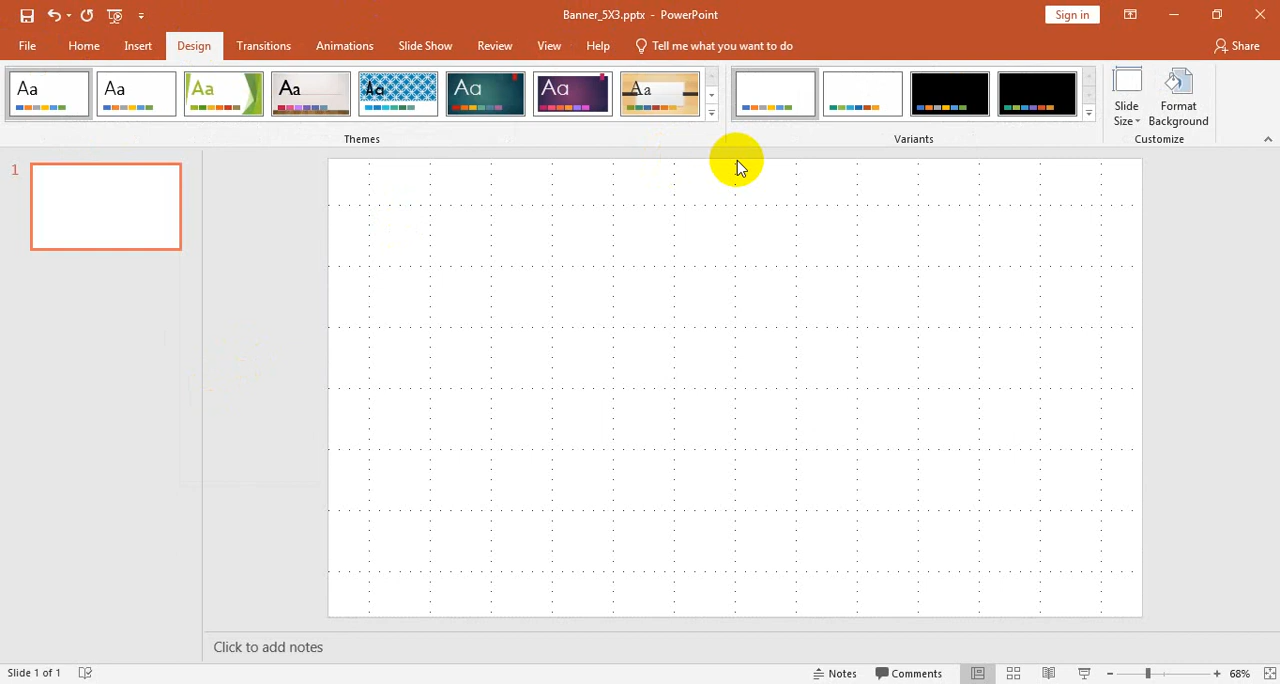 Banner_5X3.pptx - PowerPoint
Sign in
File Home Insert Design Transitions Animations Slide Show Review View Help Tell me what you want to do Share
Aa Aa Aa Aa Aa Aa Aa Aa
Slide Size
Format Background
Themes Variants Customize
1
Click to add notes
Slide 1 of 1 Notes Comments 68%